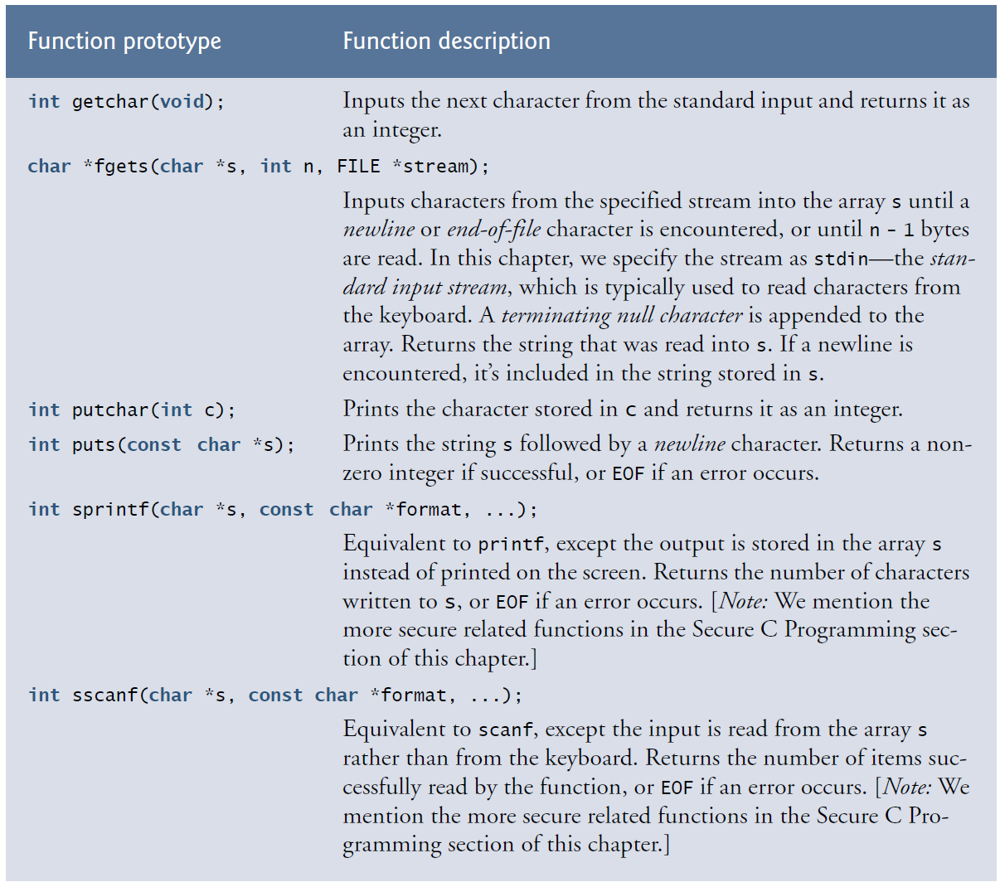 Function prototype Function description
int getchar(void); Inputs the next character from the standard input and returns it as
an integer.
char *fgets(char *s, int n, FILE *stream);
Inputs characters from the specified stream into the array s until a
newline or end-of-file character is encountered, or until n - 1 bytes
are read. In this chapter, we specify the stream as stdin—the stan-
dard input stream, which is typically used to read characters from
the keyboard. A terminating null character is appended to the
array. Returns the string that was read into s. If a newline is
encountered, it’s included in the string stored in s.
int putchar(int c); Prints the character stored in c and returns it as an integer.
int puts(const char *s); Prints the string s followed by a newline character. Returns a non-
zero integer if successful, or EOF if an error occurs.
int sprintf(char *s, const char *format, ...);
Equivalent to printf, except the output is stored in the array s
instead of printed on the screen. Returns the number of characters
written to s, or EOF if an error occurs. [Note: We mention the
more secure related functions in the Secure C Programming sec-
tion of this chapter.]
int sscanf(char *s, const char *format, ...);
Equivalent to scanf, except the input is read from the array s
rather than from the keyboard. Returns the number of items suc-
cessfully read by the function, or EOF if an error occurs. [Note: We
mention the more secure related functions in the Secure C Pro-
gramming section of this chapter.]